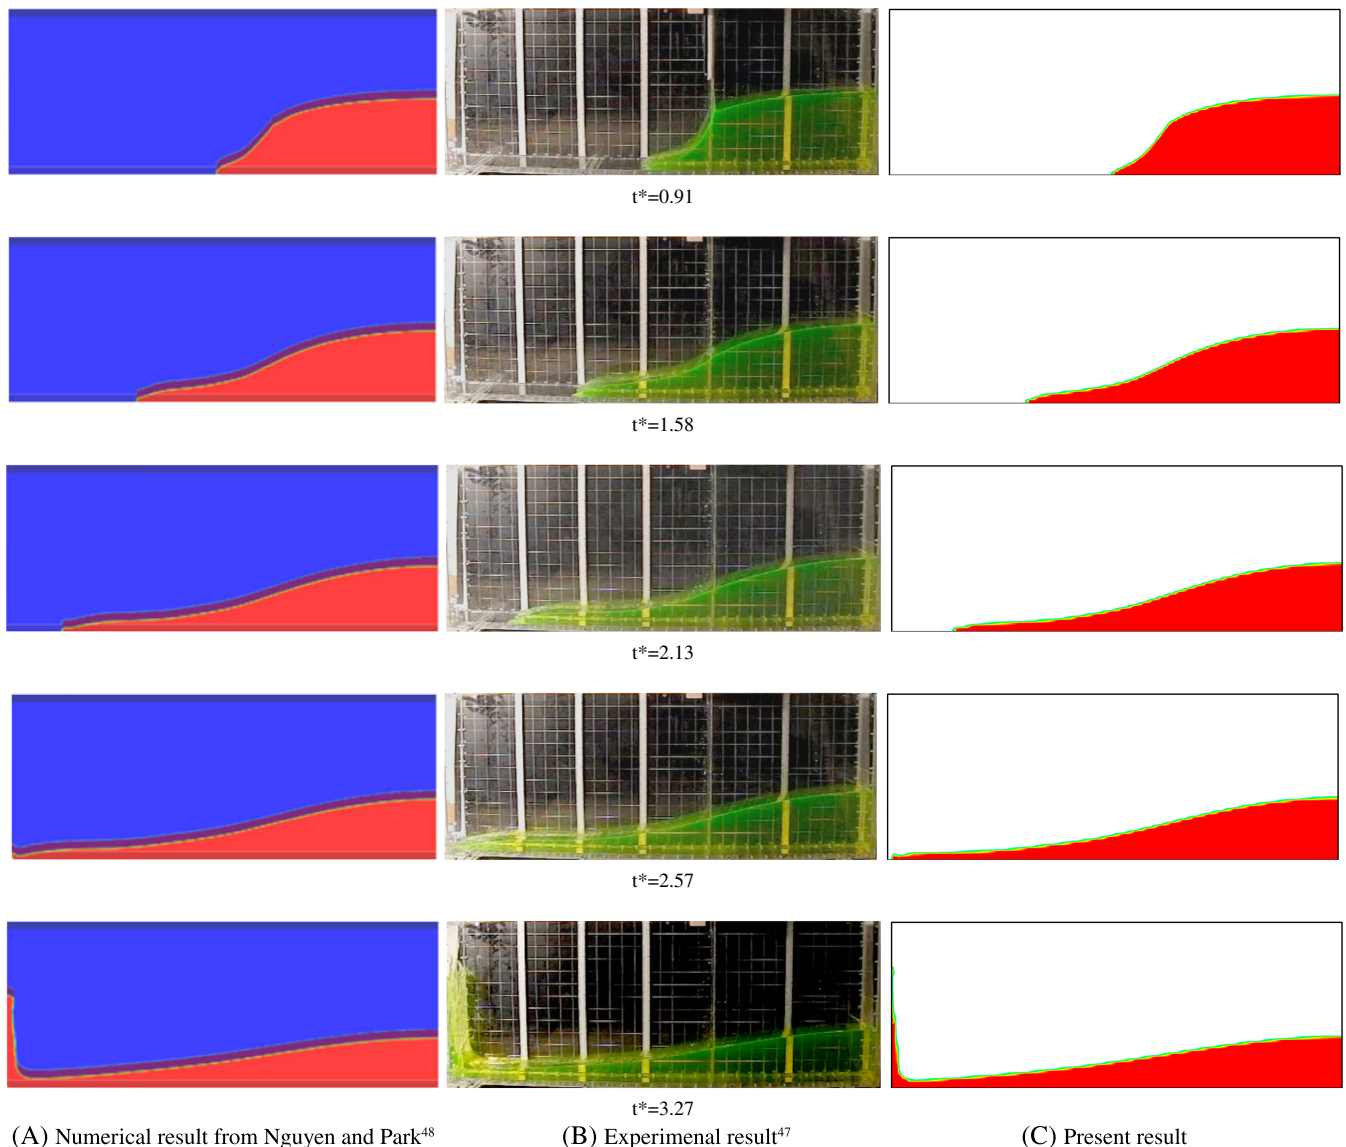 t*=0.91
t*=1.58
t*=2.13
t*=2.57
t*=3.27
(A) Numerical result from Nguyen and Park⁴⁸
(B) Experimenal result⁴⁷
(C) Present result